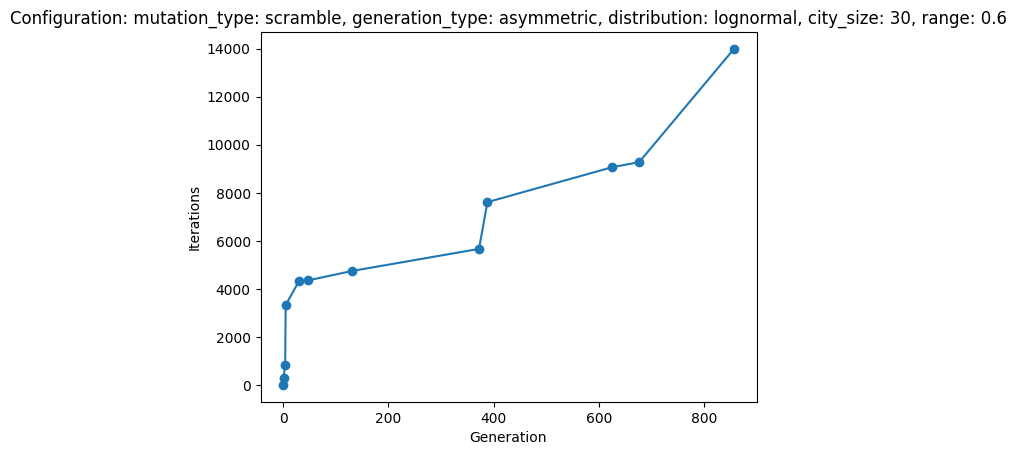 Configuration: mutation_type: scramble, generation_type: asymmetric, distribution: lognormal, city_size: 30, range: 0.6
14000
12000
10000
8000
6000
4000
2000
0
Iterations
0 200 400 600 800
Generation